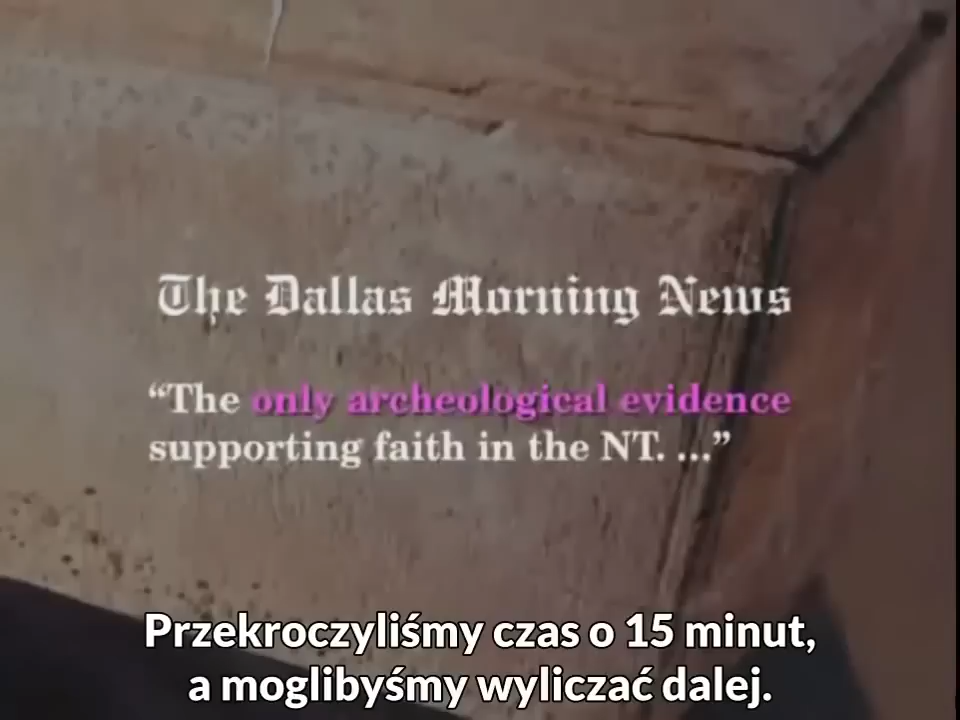 The Dallas Morning News
“The only archeological evidence
supporting faith in the NT. ...”
Przekroczyliśmy czas o 15 minut,
a moglibyśmy wyliczać dalej.